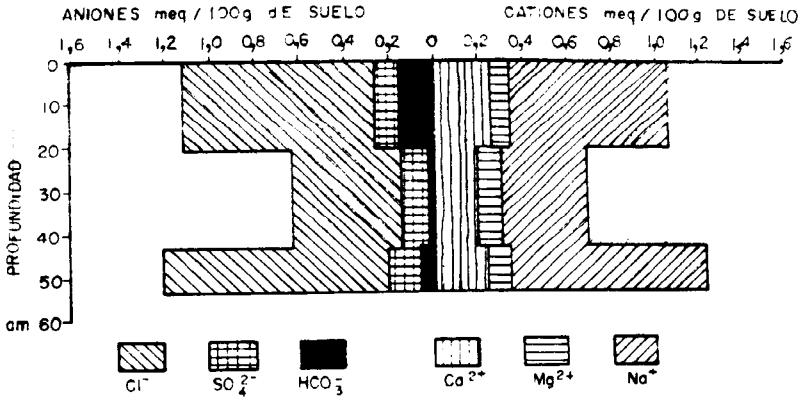 ANIONES meq/100g dE SUELO CATIONES meq/100g DE SUELO
1,6 1,4 1,2 1,0 0,8 0,6 0,4 0,2 0 0,2 0,4 0,6 0,8 1,0 1,2 1,4 1,6
0
10
20
30
40
50
am 60
PROFUNDIDAD
Cl⁻ SO₄²⁻ HCO₃⁻ Ca²⁺ Mg²⁺ Na⁺